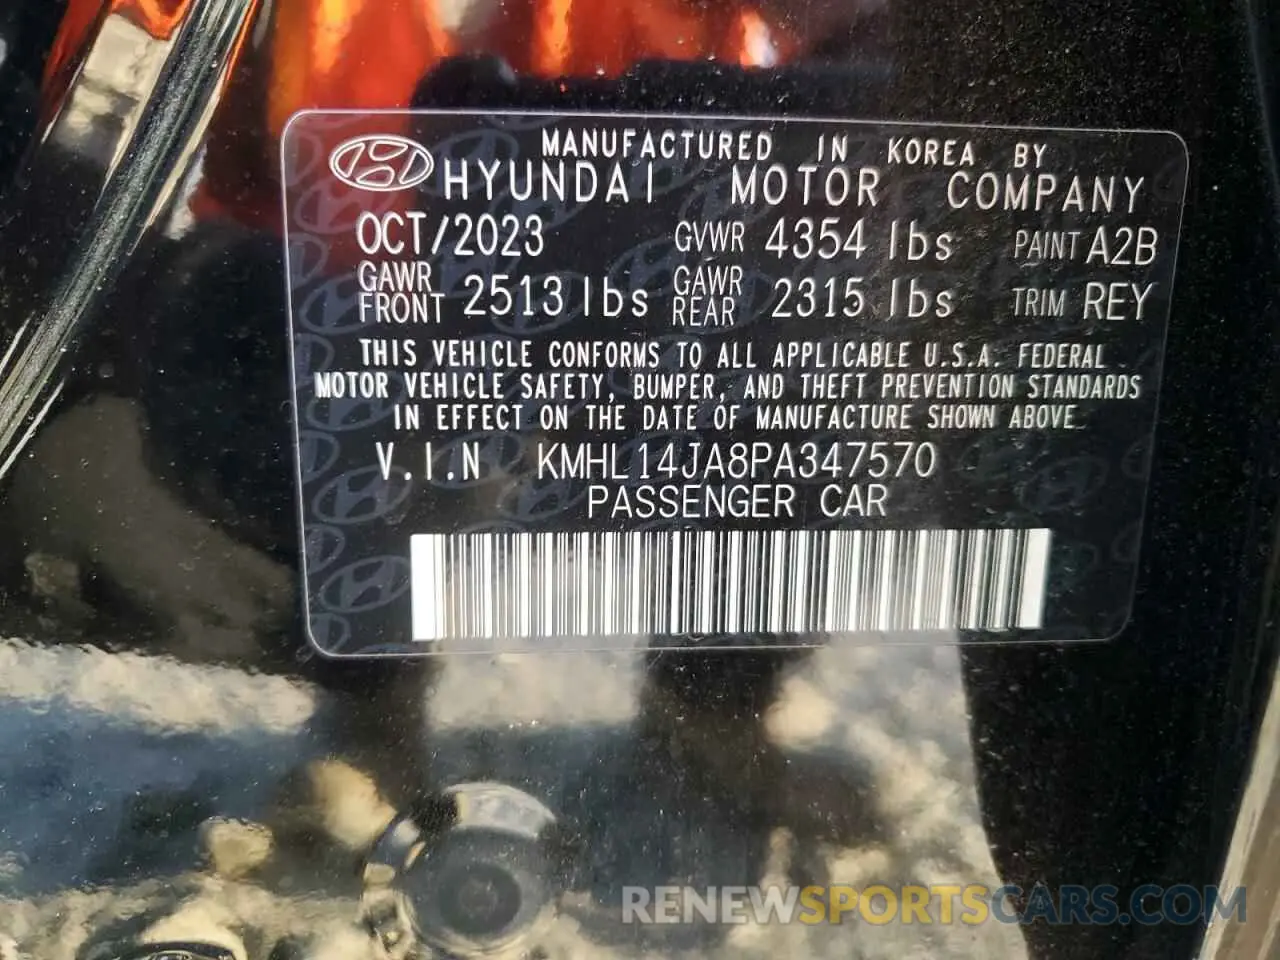 MANUFACTURED IN KOREA BY
HYUNDAI MOTOR COMPANY
OCT/2023 GVWR 4354 lbs PAINT A2B
GAWR FRONT 2513 lbs GAWR REAR 2315 lbs TRIM REY
THIS VEHICLE CONFORMS TO ALL APPLICABLE U.S.A. FEDERAL
MOTOR VEHICLE SAFETY, BUMPER, AND THEFT PREVENTION STANDARDS
IN EFFECT ON THE DATE OF MANUFACTURE SHOWN ABOVE
V.I.N KMHL14JA8PA347570
PASSENGER CAR
RENEWSPORTSCARS.COM